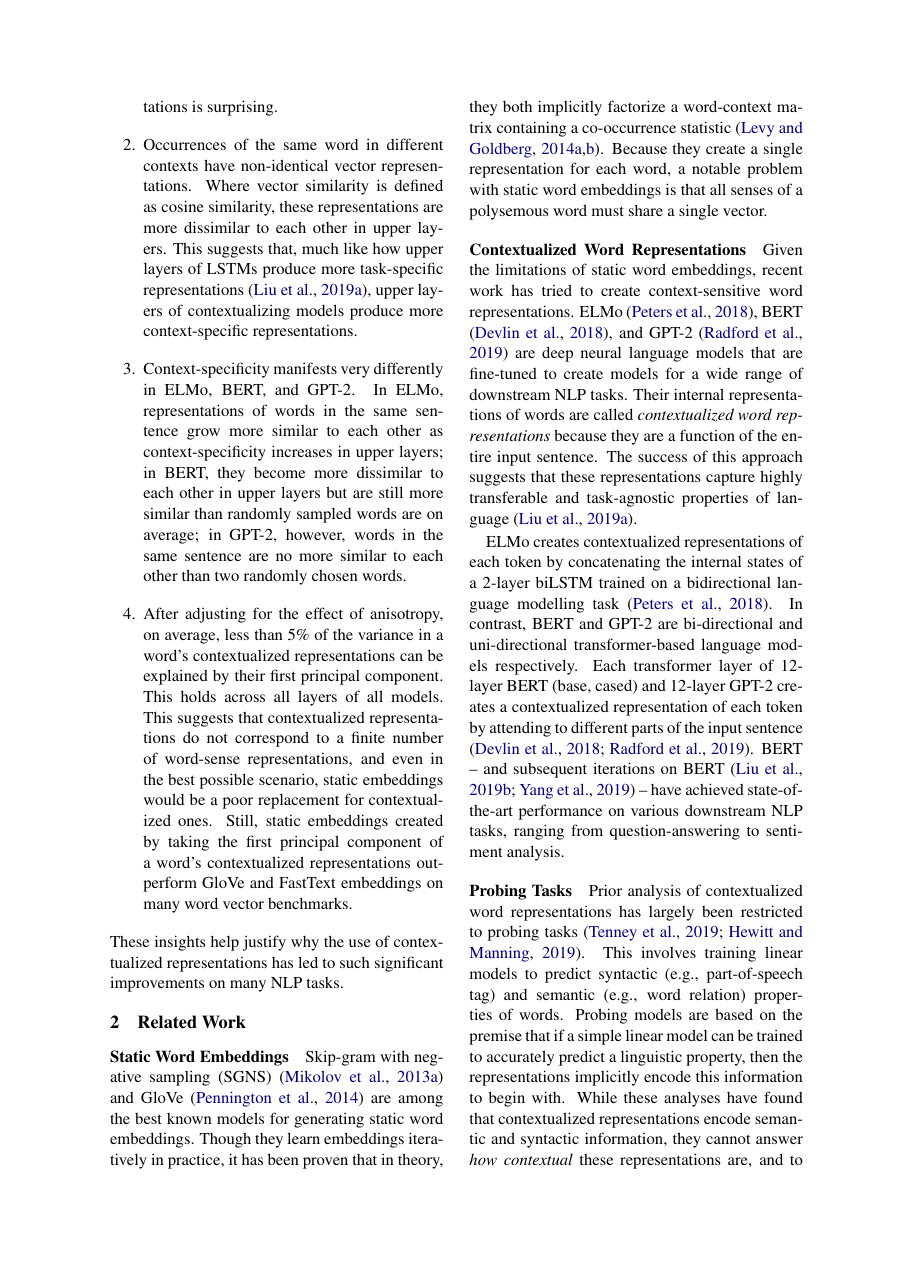 tations is surprising.
2. Occurrences of the same word in different
contexts have non-identical vector represen-
tations. Where vector similarity is defined
as cosine similarity, these representations are
more dissimilar to each other in upper lay-
ers. This suggests that, much like how upper
layers of LSTMs produce more task-specific
representations (Liu et al., 2019a), upper lay-
ers of contextualizing models produce more
context-specific representations.
3. Context-specificity manifests very differently
in ELMo, BERT, and GPT-2. In ELMo,
representations of words in the same sen-
tence grow more similar to each other as
context-specificity increases in upper layers;
in BERT, they become more dissimilar to
each other in upper layers but are still more
similar than randomly sampled words are on
average; in GPT-2, however, words in the
same sentence are no more similar to each
other than two randomly chosen words.
4. After adjusting for the effect of anisotropy,
on average, less than 5% of the variance in a
word's contextualized representations can be
explained by their first principal component.
This holds across all layers of all models.
This suggests that contextualized representa-
tions do not correspond to a finite number
of word-sense representations, and even in
the best possible scenario, static embeddings
would be a poor replacement for contextual-
ized ones. Still, static embeddings created
by taking the first principal component of
a word's contextualized representations out-
perform GloVe and FastText embeddings on
many word vector benchmarks.
These insights help justify why the use of contex-
tualized representations has led to such significant
improvements on many NLP tasks.
2 Related Work
Static Word Embeddings Skip-gram with neg-
ative sampling (SGNS) (Mikolov et al., 2013a)
and GloVe (Pennington et al., 2014) are among
the best known models for generating static word
embeddings. Though they learn embeddings itera-
tively in practice, it has been proven that in theory,
they both implicitly factorize a word-context ma-
trix containing a co-occurrence statistic (Levy and
Goldberg, 2014a,b). Because they create a single
representation for each word, a notable problem
with static word embeddings is that all senses of a
polysemous word must share a single vector.
Contextualized Word Representations Given
the limitations of static word embeddings, recent
work has tried to create context-sensitive word
representations. ELMo (Peters et al., 2018), BERT
(Devlin et al., 2018), and GPT-2 (Radford et al.,
2019) are deep neural language models that are
fine-tuned to create models for a wide range of
downstream NLP tasks. Their internal representa-
tions of words are called contextualized word rep-
resentations because they are a function of the en-
tire input sentence. The success of this approach
suggests that these representations capture highly
transferable and task-agnostic properties of lan-
guage (Liu et al., 2019a).
ELMo creates contextualized representations of
each token by concatenating the internal states of
a 2-layer biLSTM trained on a bidirectional lan-
guage modelling task (Peters et al., 2018). In
contrast, BERT and GPT-2 are bi-directional and
uni-directional transformer-based language mod-
els respectively. Each transformer layer of 12-
layer BERT (base, cased) and 12-layer GPT-2 cre-
ates a contextualized representation of each token
by attending to different parts of the input sentence
(Devlin et al., 2018; Radford et al., 2019). BERT
– and subsequent iterations on BERT (Liu et al.,
2019b; Yang et al., 2019) – have achieved state-of-
the-art performance on various downstream NLP
tasks, ranging from question-answering to senti-
ment analysis.
Probing Tasks Prior analysis of contextualized
word representations has largely been restricted
to probing tasks (Tenney et al., 2019; Hewitt and
Manning, 2019). This involves training linear
models to predict syntactic (e.g., part-of-speech
tag) and semantic (e.g., word relation) proper-
ties of words. Probing models are based on the
premise that if a simple linear model can be trained
to accurately predict a linguistic property, then the
representations implicitly encode this information
to begin with. While these analyses have found
that contextualized representations encode seman-
tic and syntactic information, they cannot answer
how contextual these representations are, and to